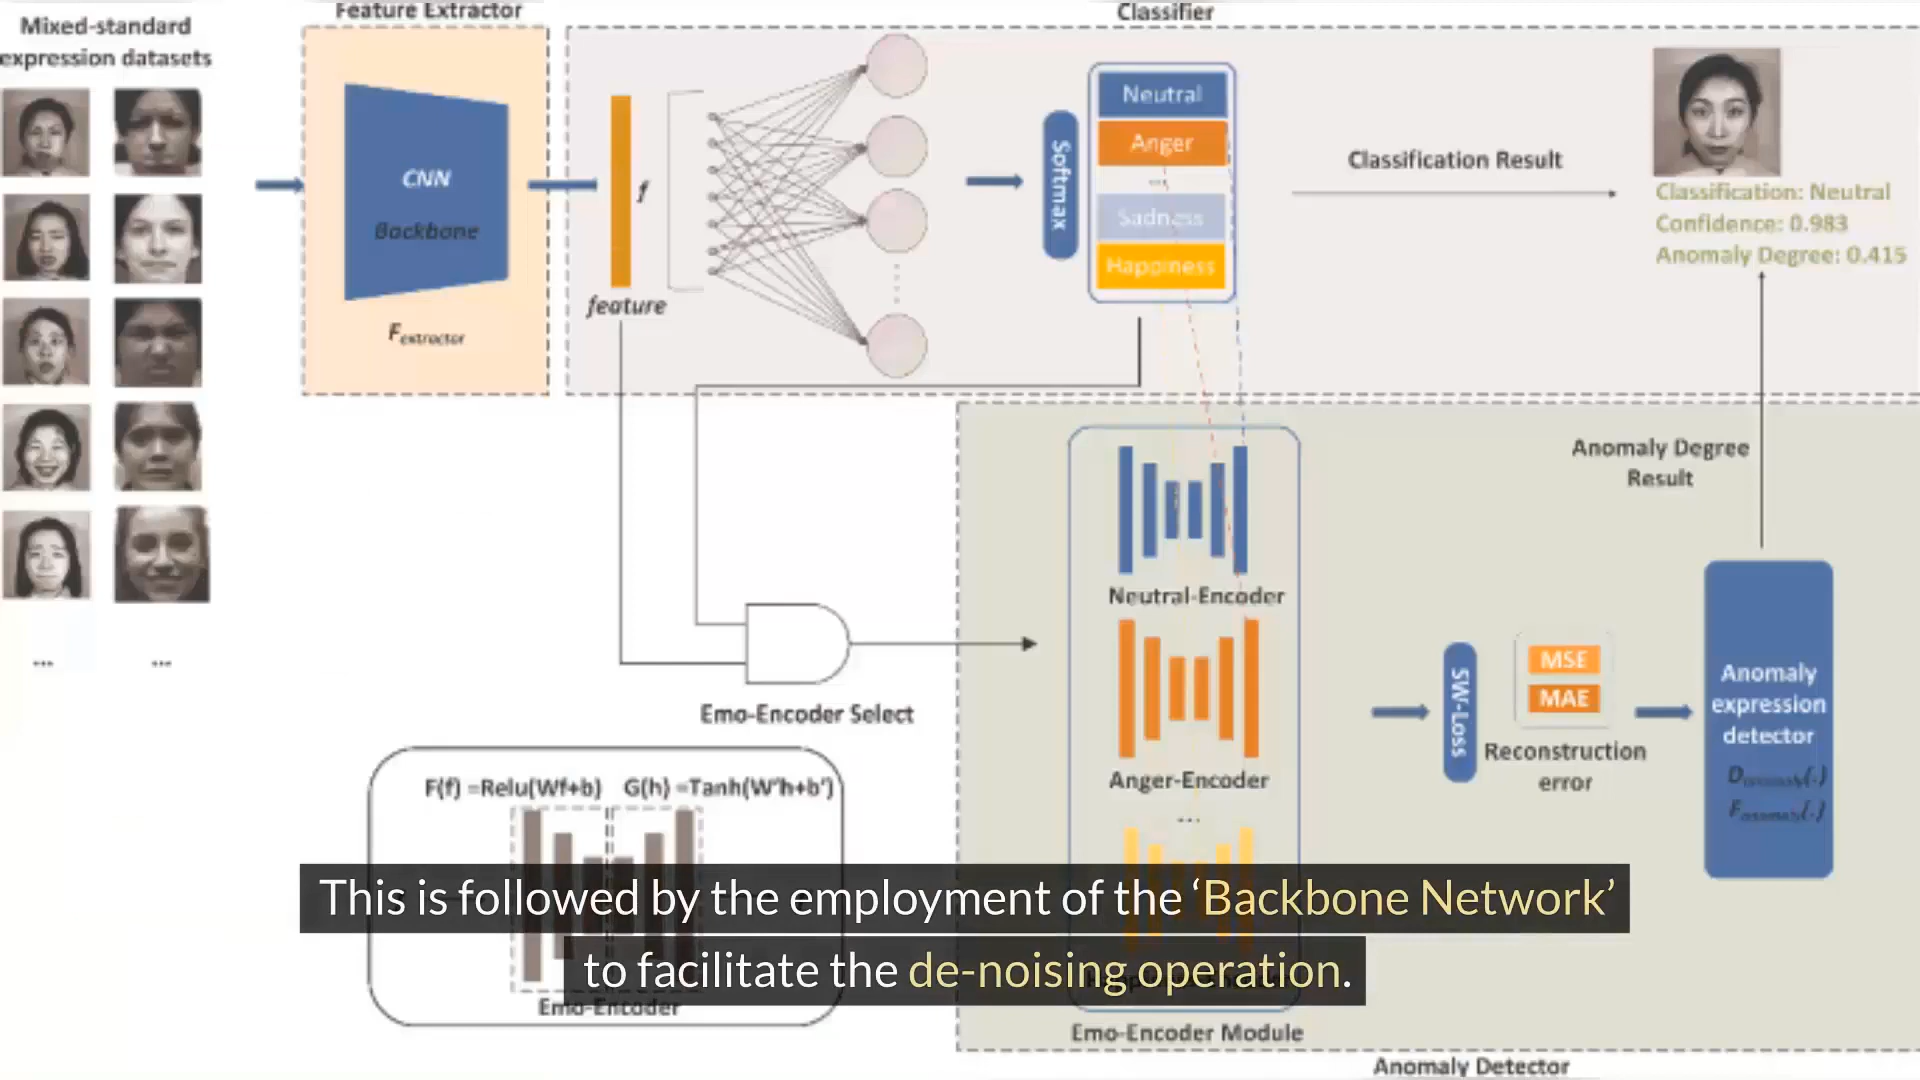 Mixed-standard
expression datasets
...
...
Feature Extractor
CNN
Backbone
Fextractor
Classifier
f
feature
Softmax
Neutral
Anger
...
Sadness
Happiness
Classification Result
Classification: Neutral
Confidence: 0.983
Anomaly Degree: 0.415
Anomaly Degree
Result
Emo-Encoder Select
Neutral-Encoder
Anger-Encoder
...
Emo-Encoder Module
SW-Loss
MSE
MAE
Reconstruction
error
Anomaly
expression
detector
Anomaly Detector
F(f) =Relu(Wf+b) G(h) =Tanh(W'h+b')
Emo-Encoder
This is followed by the employment of the ‘Backbone Network’
to facilitate the de-noising operation.